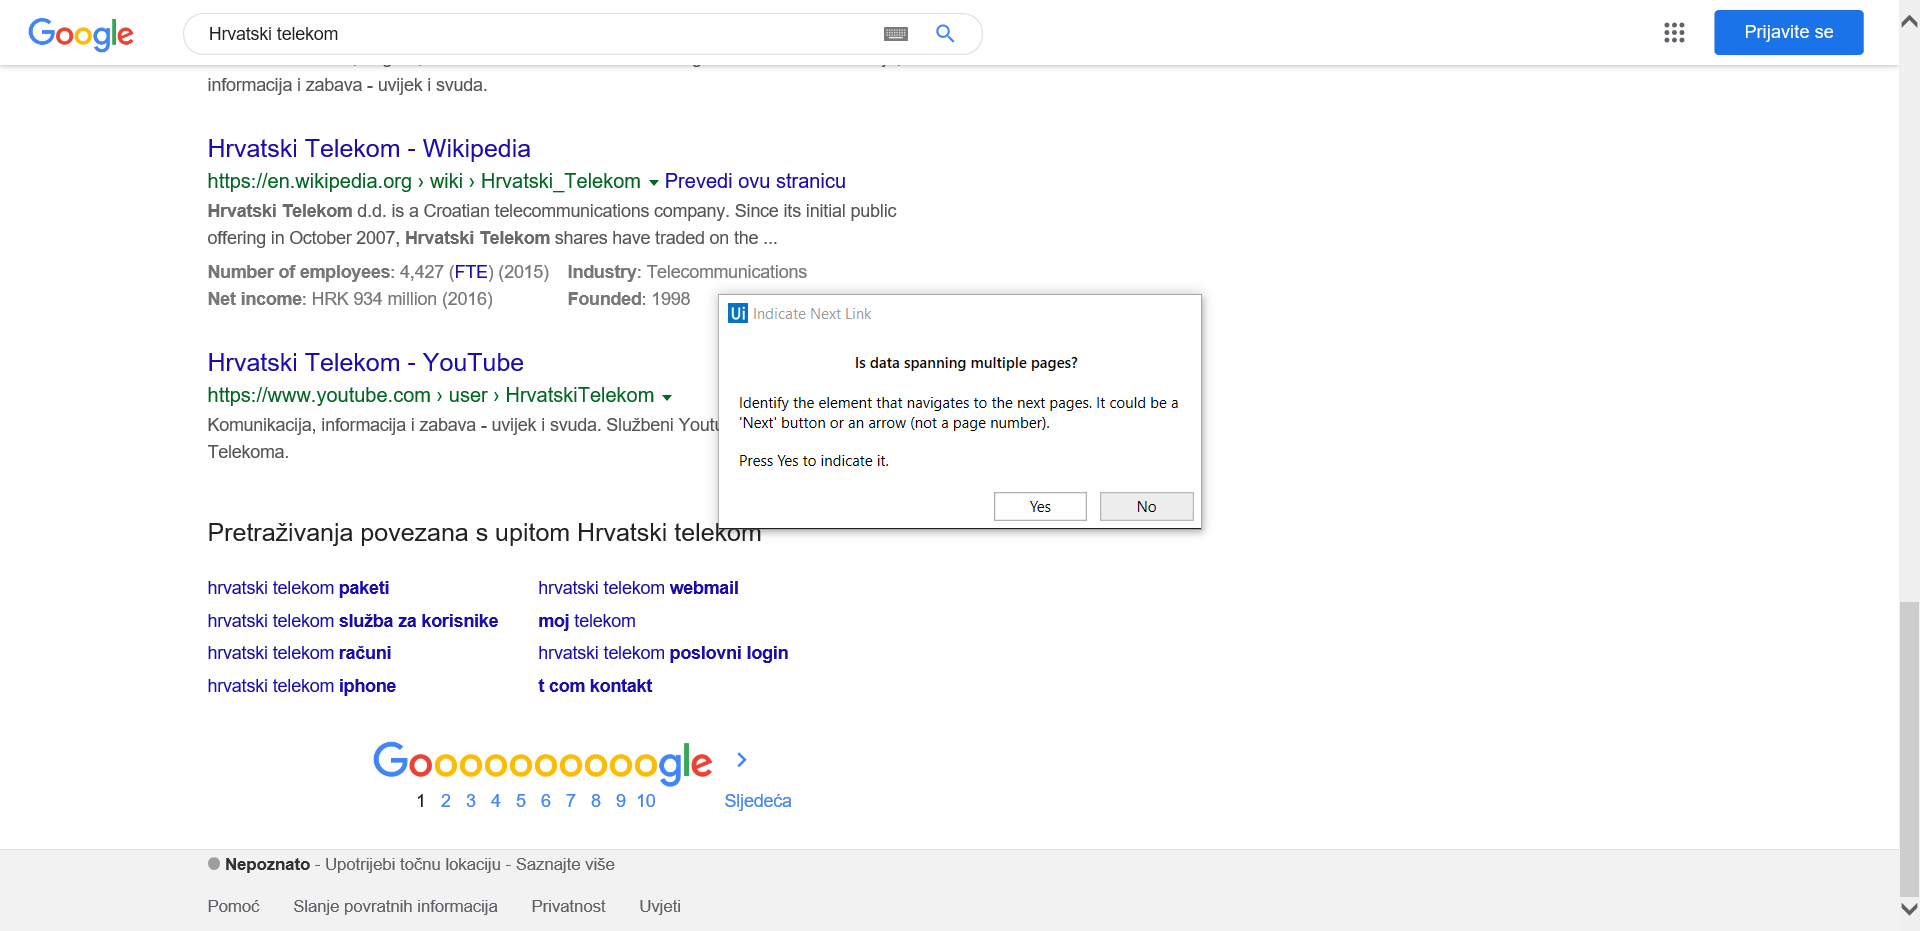 Google
Hrvatski telekom
Prijavite se
informacija i zabava - uvijek i svuda.
Hrvatski Telekom - Wikipedia
https://en.wikipedia.org › wiki › Hrvatski_Telekom ▾ Prevedi ovu stranicu
Hrvatski Telekom d.d. is a Croatian telecommunications company. Since its initial public
offering in October 2007, Hrvatski Telekom shares have traded on the ...
Number of employees: 4,427 (FTE) (2015) Industry: Telecommunications
Net income: HRK 934 million (2016) Founded: 1998
Hrvatski Telekom - YouTube
https://www.youtube.com › user › HrvatskiTelekom ▾
Komunikacija, informacija i zabava - uvijek i svuda. Službeni
Telekoma.
Ui Indicate Next Link
Is data spanning multiple pages?
Identify the element that navigates to the next pages. It could be a
'Next' button or an arrow (not a page number).
Press Yes to indicate it.
Yes No
Pretraživanja povezana s upitom Hrvatski telekom
hrvatski telekom paketi
hrvatski telekom webmail
hrvatski telekom služba za korisnike
moj telekom
hrvatski telekom računi
hrvatski telekom poslovni login
hrvatski telekom iphone
t com kontakt
Goooooooooogle >
1 2 3 4 5 6 7 8 9 10 Sljedeća
Nepoznato - Upotrijebi točnu lokaciju - Saznajte više
Pomoć Slanje povratnih informacija Privatnost Uvjeti